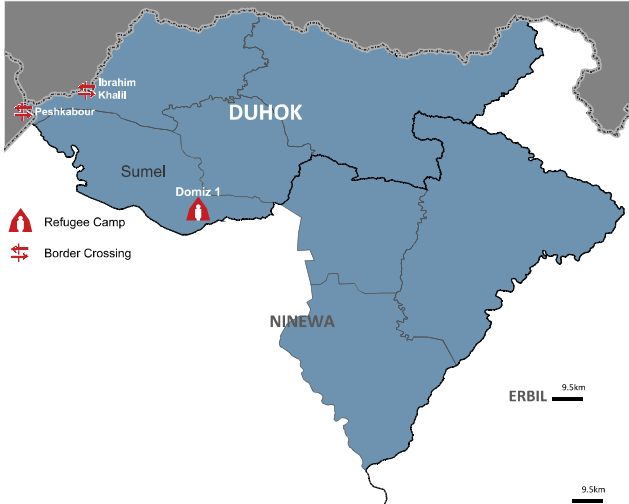 Ibrahim
Khalil
Peshkabour
DUHOK
Sumel
Domiz 1
Refugee Camp
Border Crossing
NINEWA
9.5km
ERBIL
9.5km